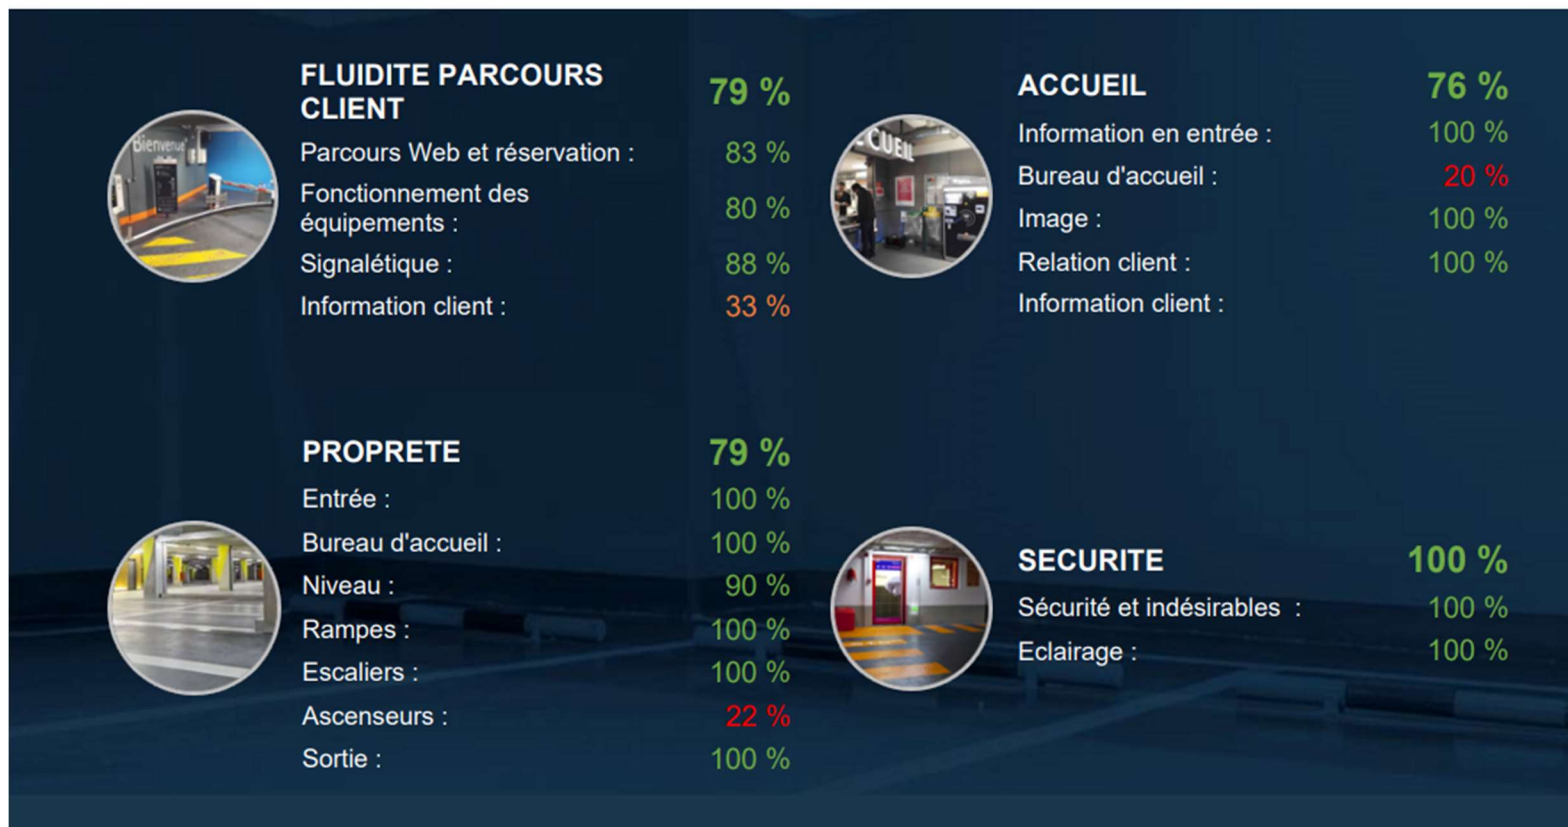 FLUIDITE PARCOURS
CLIENT
79 %
Parcours Web et réservation :
83 %
Fonctionnement des
équipements :
80 %
Signalétique :
88 %
Information client :
33 %
Bienvenue
ACCUEIL
76 %
Information en entrée :
100 %
Bureau d'accueil :
20 %
Image :
100 %
Relation client :
100 %
Information client :
CUEIL
PROPRETE
79 %
Entrée :
100 %
Bureau d'accueil :
100 %
Niveau :
90 %
Rampes :
100 %
Escaliers :
100 %
Ascenseurs :
22 %
Sortie :
100 %
SECURITE
100 %
Sécurité et indésirables  :
100 %
Eclairage :
100 %